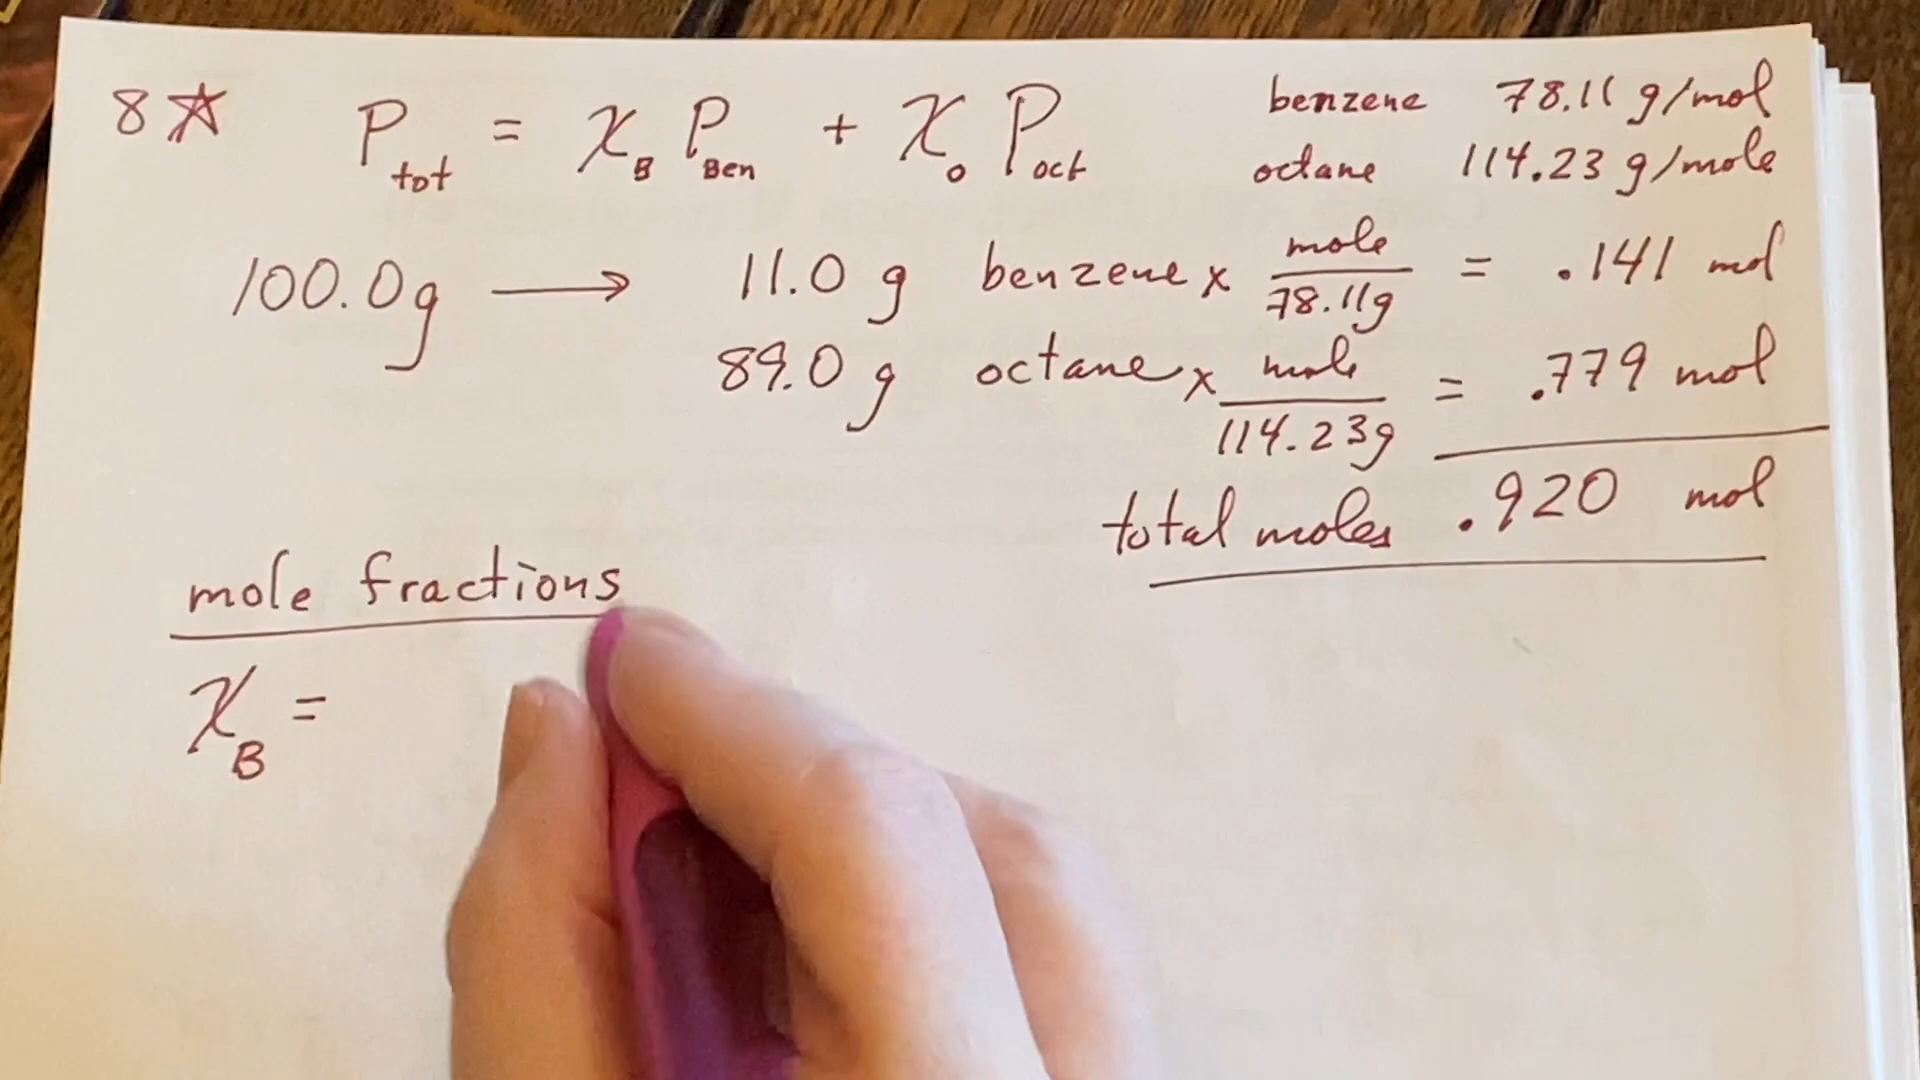 8☆ P_tot = χ_B P_Ben + χ_O P_oct
benzene 78.11 g/mol
octane 114.23 g/mole
100.0g → 11.0 g benzene x mole/78.11g = .141 mol
89.0 g octane x mole/114.23g = .779 mol
total moles .920 mol
mole fractions
χ_B =